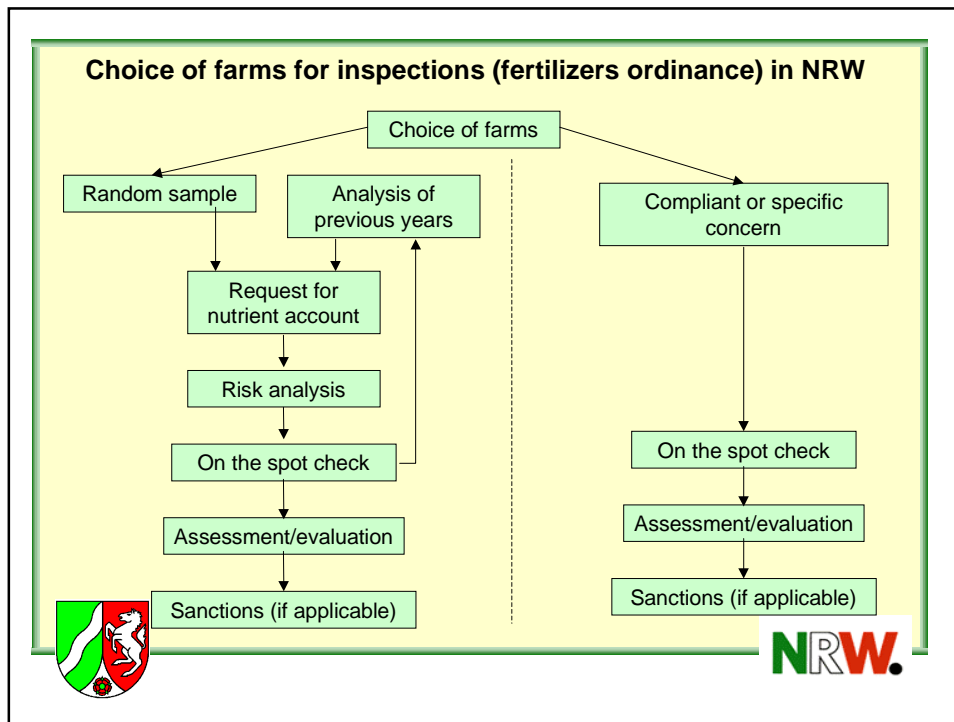 Choice of farms for inspections (fertilizers ordinance) in NRW
Choice of farms
Random sample
Analysis of
previous years
Request for
nutrient account
Risk analysis
On the spot check
Assessment/evaluation
Sanctions (if applicable)
Compliant or specific
concern
On the spot check
Assessment/evaluation
Sanctions (if applicable)
NRW.